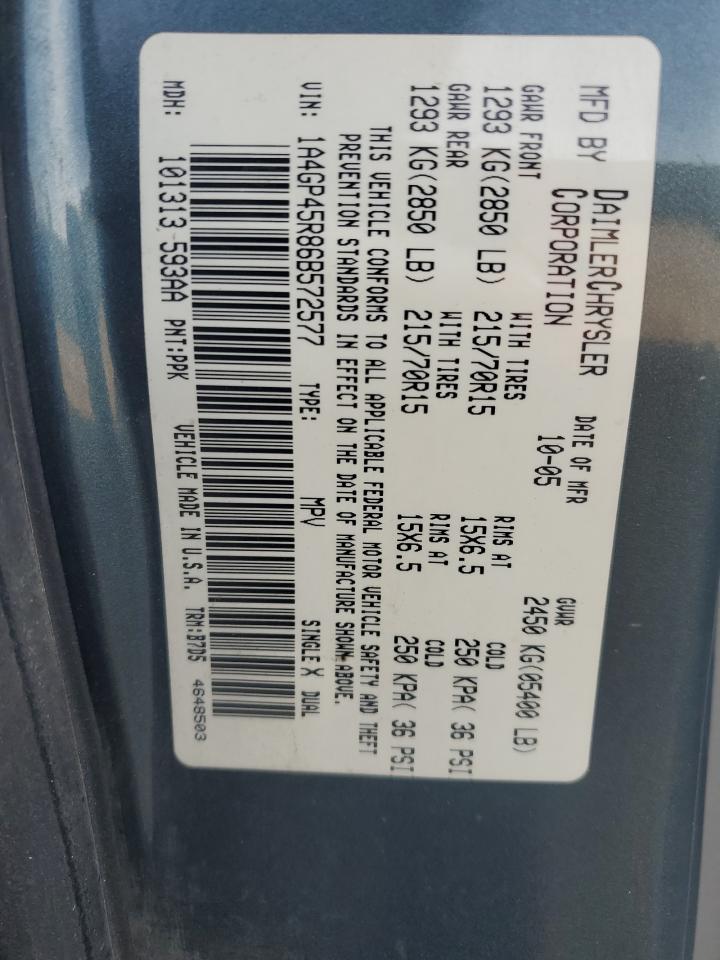 MFD BY DAIMLERCHRYSLER CORPORATION
DATE OF MFR 10-05
GVWR 2450 KG(05400 LB)
GAWR FRONT WITH TIRES RIMS AT COLD
1293 KG(2850 LB) 215/70R15 15X6.5 250 KPA( 36 PSI
GAWR REAR WITH TIRES RIMS AT COLD
1293 KG(2850 LB) 215/70R15 15X6.5 250 KPA( 36 PSI
THIS VEHICLE CONFORMS TO ALL APPLICABLE FEDERAL MOTOR VEHICLE SAFETY AND THEFT
PREVENTION STANDARDS IN EFFECT ON THE DATE OF MANUFACTURE SHOWN ABOVE.
VIN: 1A4GP45R86B572577 TYPE: MPV SINGLE X DUAL
MDH: 101313 593AA PNT:PPK VEHICLE MADE IN U.S.A. TRM:B7D5 4648503